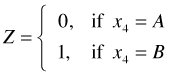 Z = { 0, if x₄ = A
1, if x₄ = B